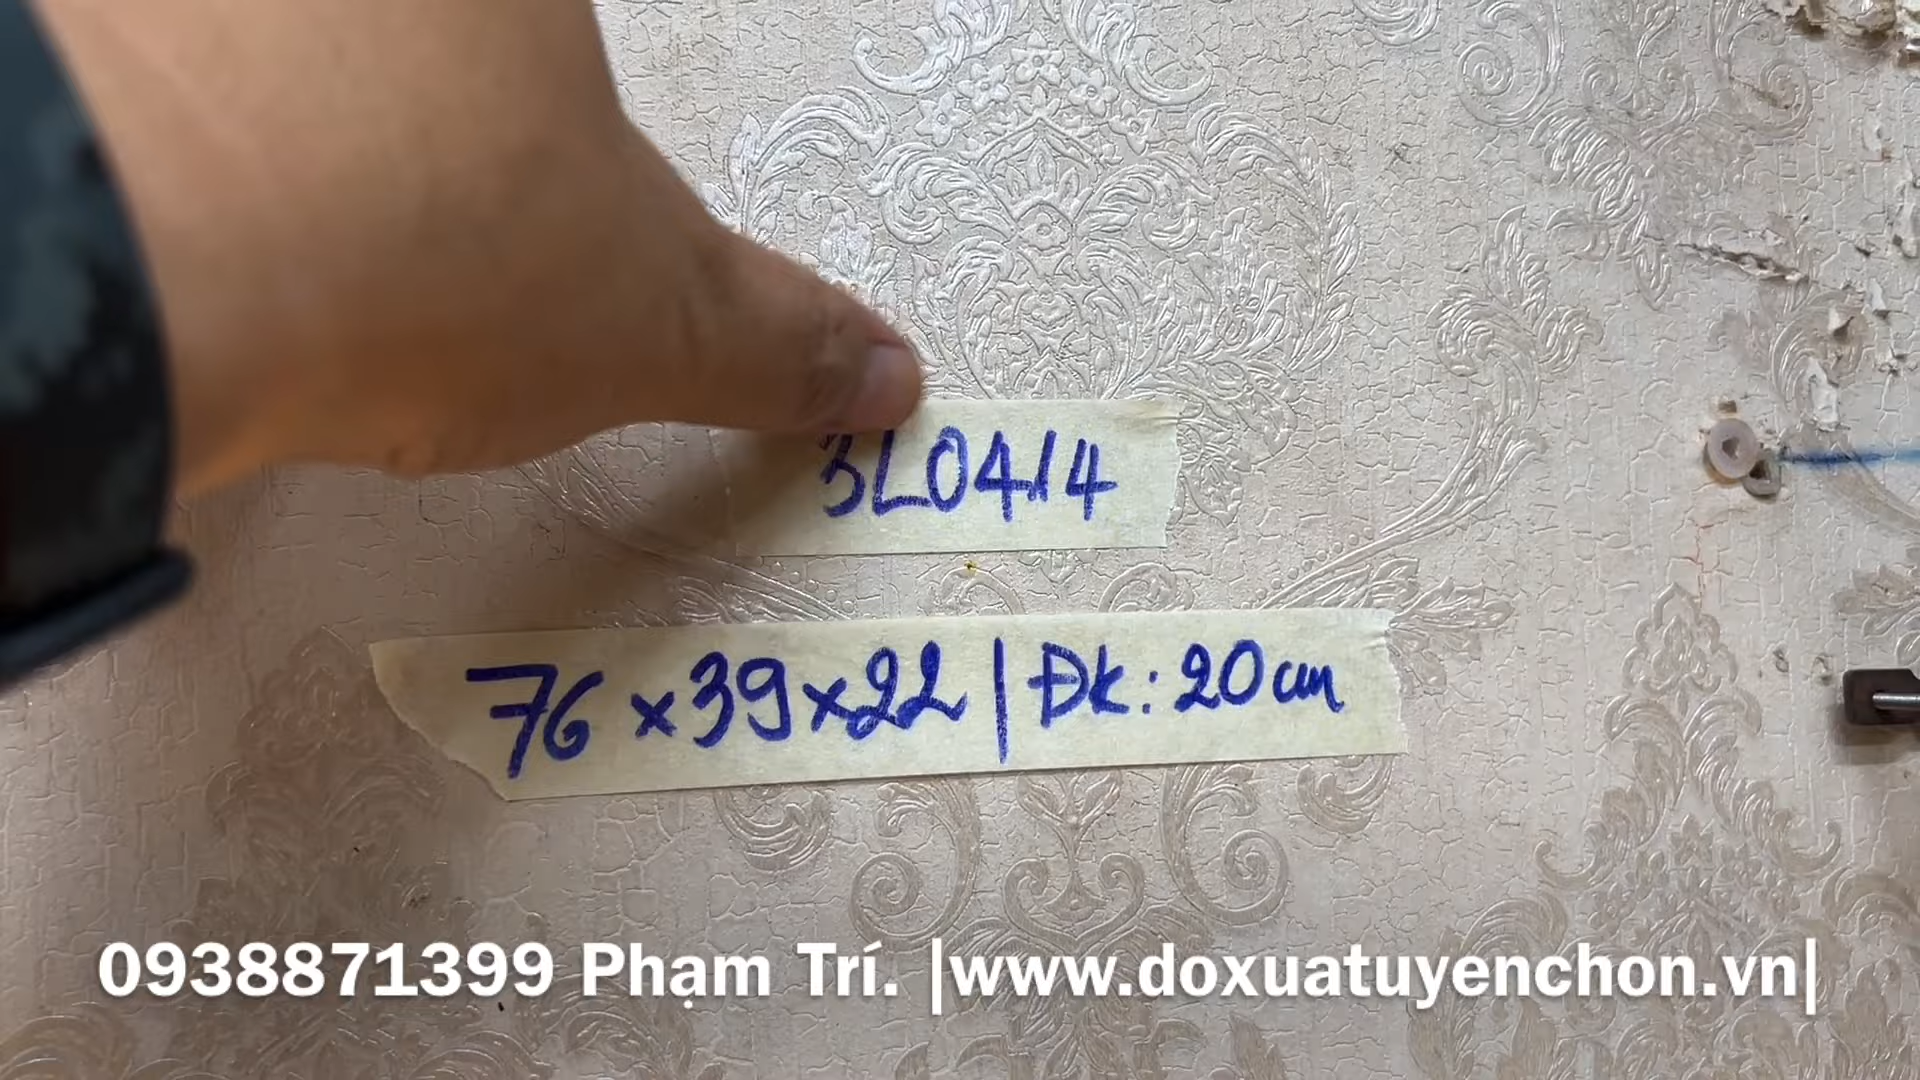 3L0414
76 x 39 x 22 | Đk: 20cm
0938871399 Phạm Trí. |www.doxuatuyenchon.vn|